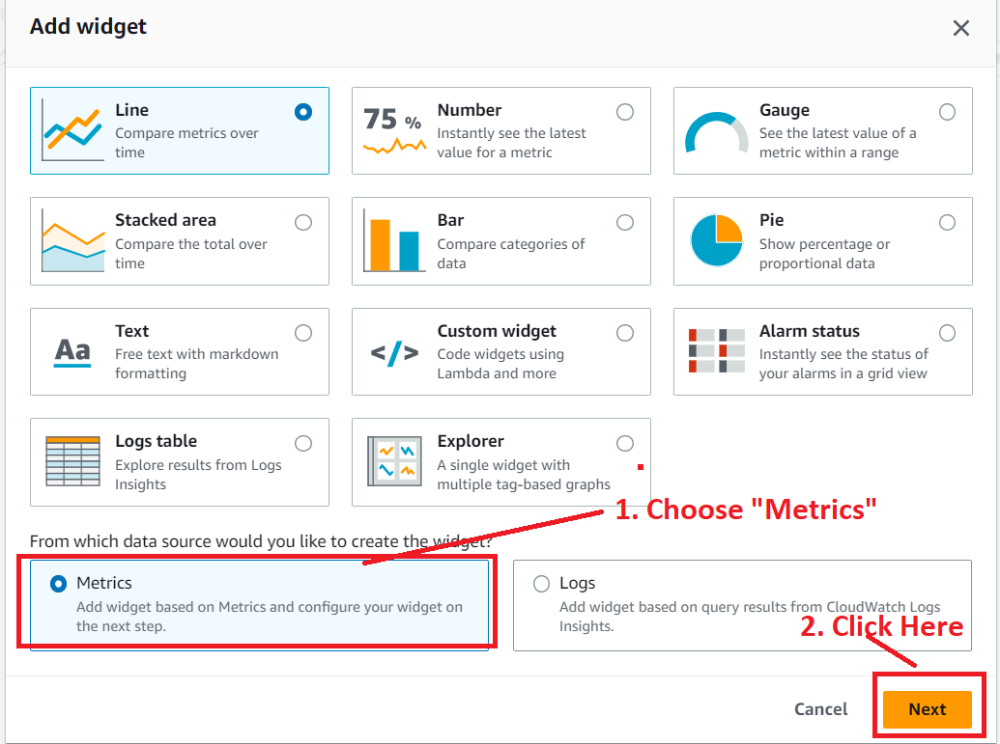 Add widget
Line
Compare metrics over
time
75 %
Number
Instantly see the latest
value for a metric
Gauge
See the latest value of a
metric within a range
Stacked area
Compare the total over
time
Bar
Compare categories of
data
Pie
Show percentage or
proportional data
Aa
Text
Free text with markdown
formatting
</>
Custom widget
Code widgets using
Lambda and more
Alarm status
Instantly see the status of
your alarms in a grid view
Logs table
Explore results from Logs
Insights
Explorer
A single widget with
multiple tag-based graphs
1. Choose "Metrics"
From which data source would you like to create the widget?
Metrics
Add widget based on Metrics and configure your widget on
the next step.
Logs
Add widget based on query results from CloudWatch Logs
Insights.
2. Click Here
Cancel
Next